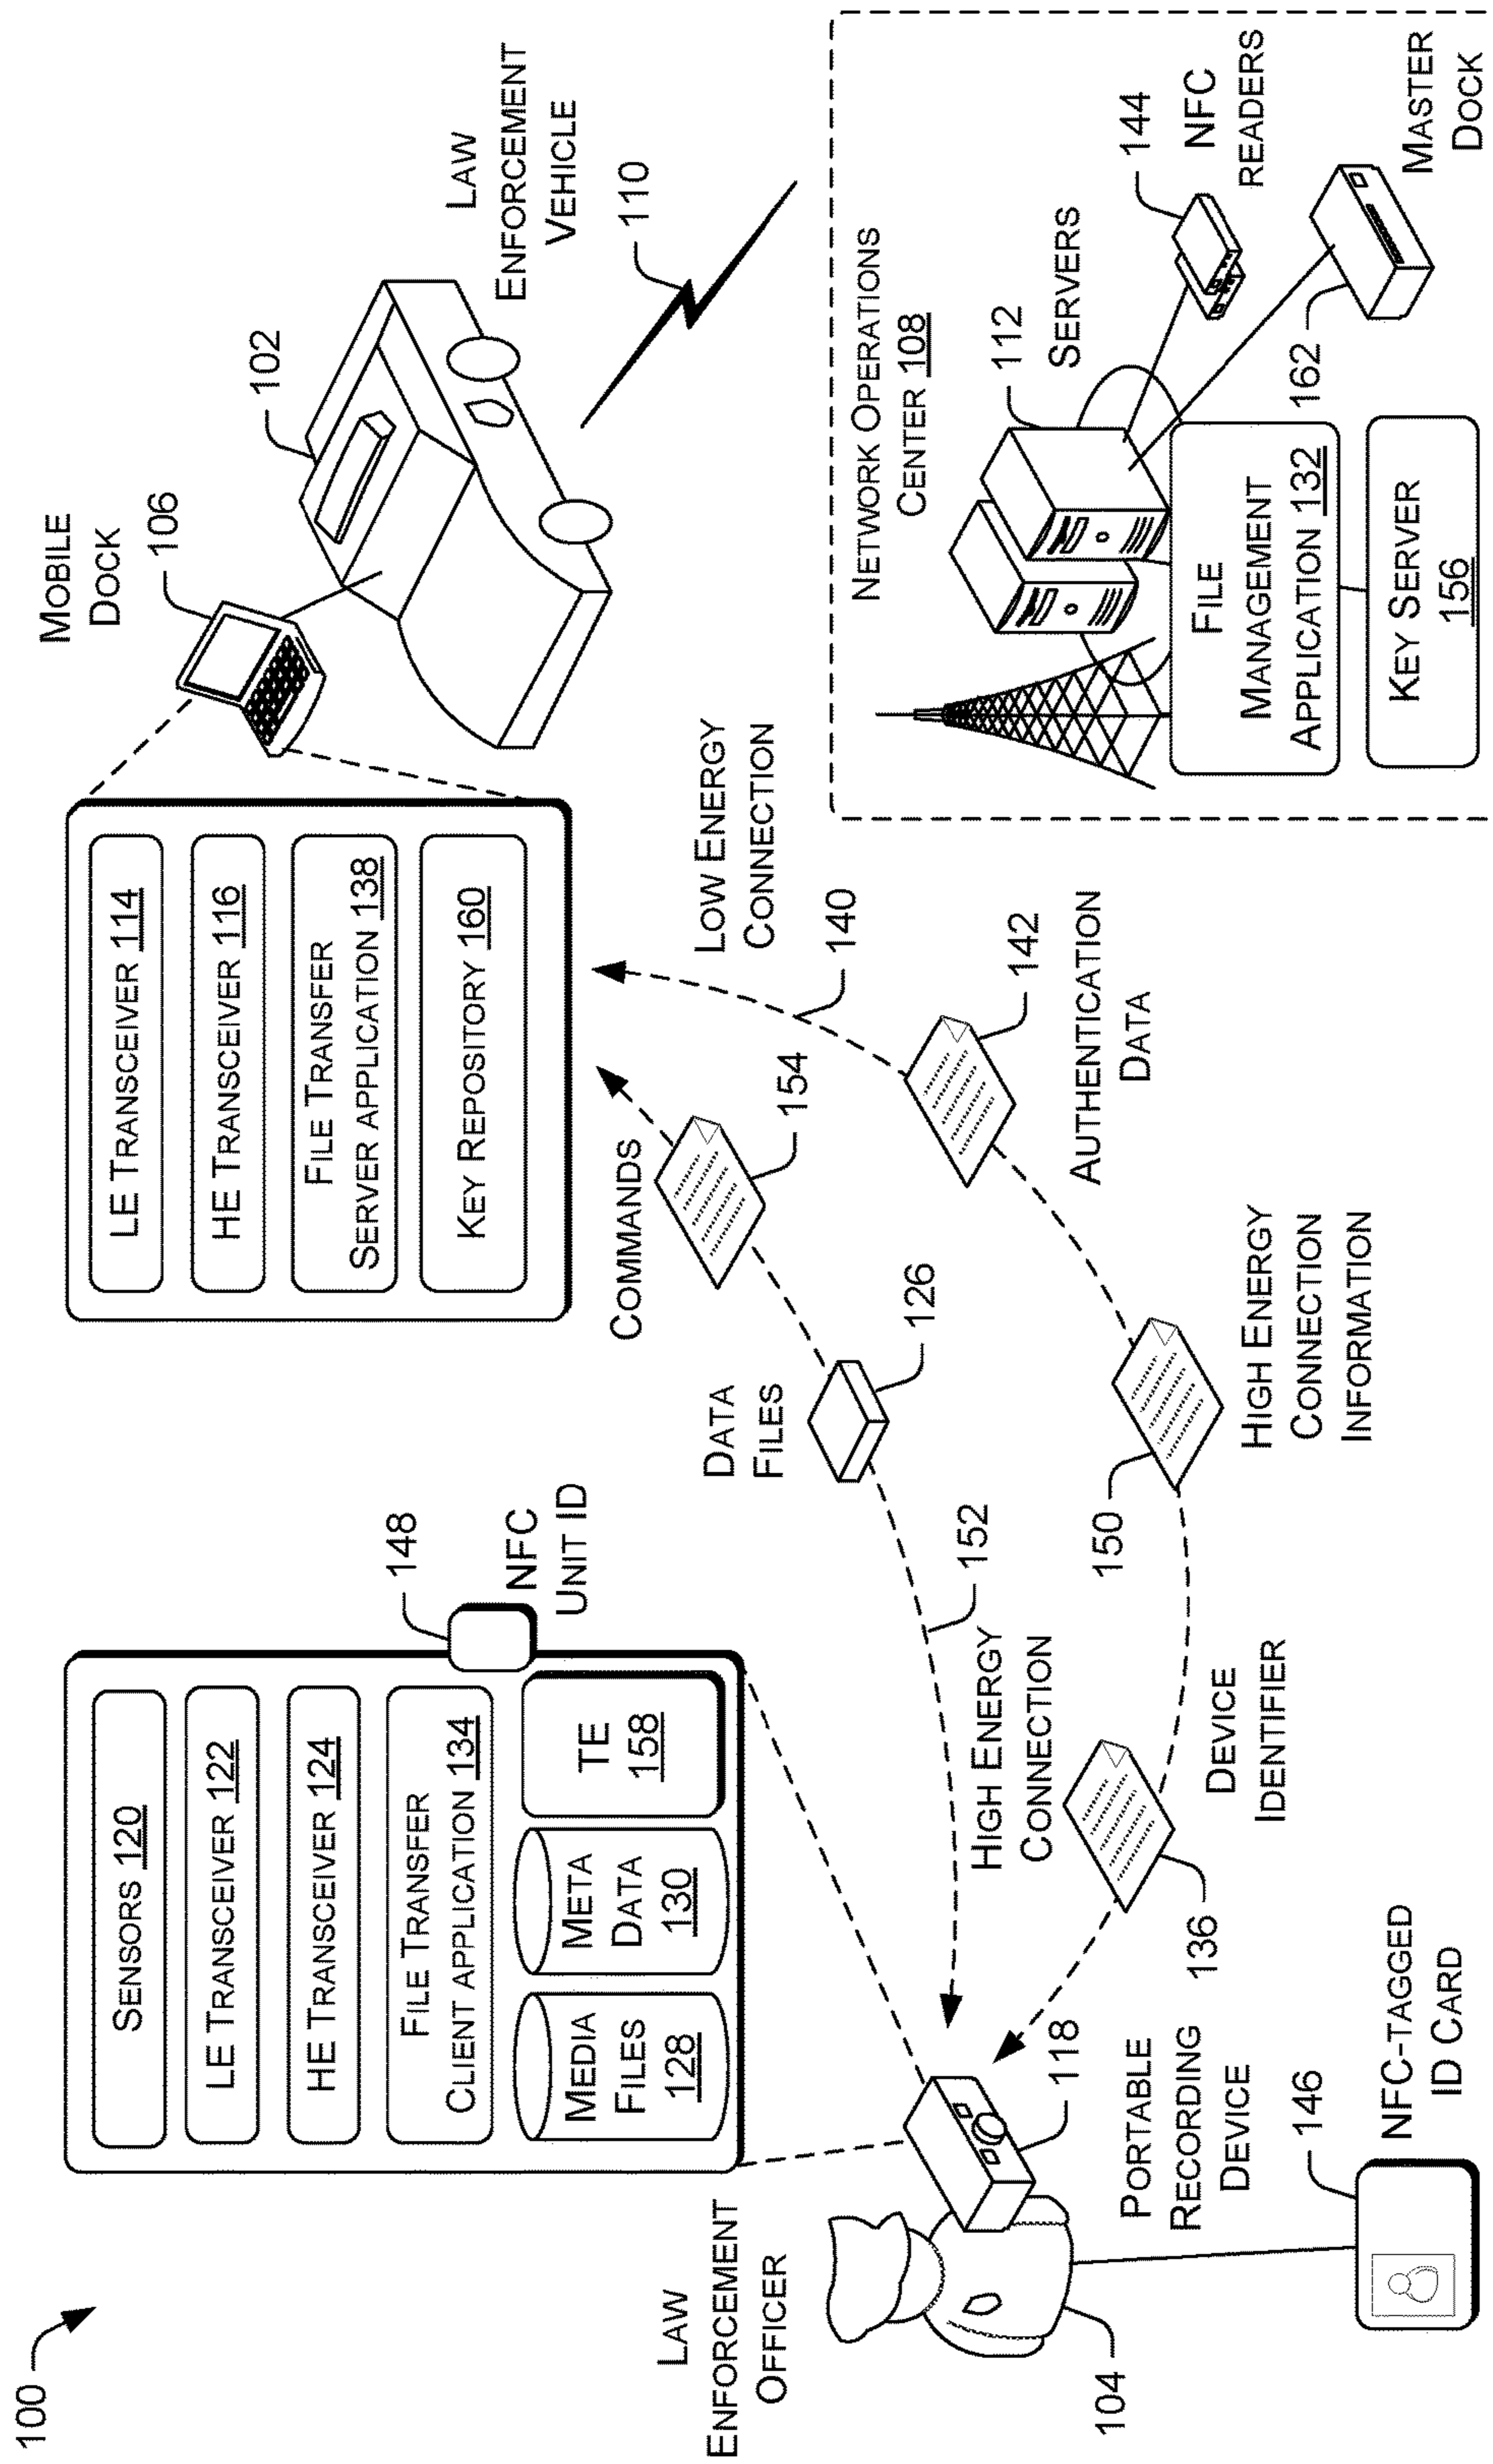 100
SENSORS 120
LE TRANSCEIVER 122
HE TRANSCEIVER 124
FILE TRANSFER
CLIENT APPLICATION 134
MEDIA
FILES
128
META
DATA
130
TE
158
148
NFC
UNIT ID
LE TRANSCEIVER 114
HE TRANSCEIVER 116
FILE TRANSFER
SERVER APPLICATION 138
KEY REPOSITORY 160
MOBILE
DOCK
106
102
LAW
ENFORCEMENT
VEHICLE
110
LAW
ENFORCEMENT
OFFICER
104
118
PORTABLE
RECORDING
DEVICE
146
NFC-TAGGED
ID CARD
COMMANDS
154
DATA
FILES
126
152
HIGH ENERGY
CONNECTION
LOW ENERGY
CONNECTION
140
142
AUTHENTICATION
DATA
150
HIGH ENERGY
CONNECTION
INFORMATION
136
DEVICE
IDENTIFIER
NETWORK OPERATIONS
CENTER 108
112
SERVERS
144
NFC
READERS
162
MASTER
DOCK
FILE
MANAGEMENT
APPLICATION 132
KEY SERVER
156